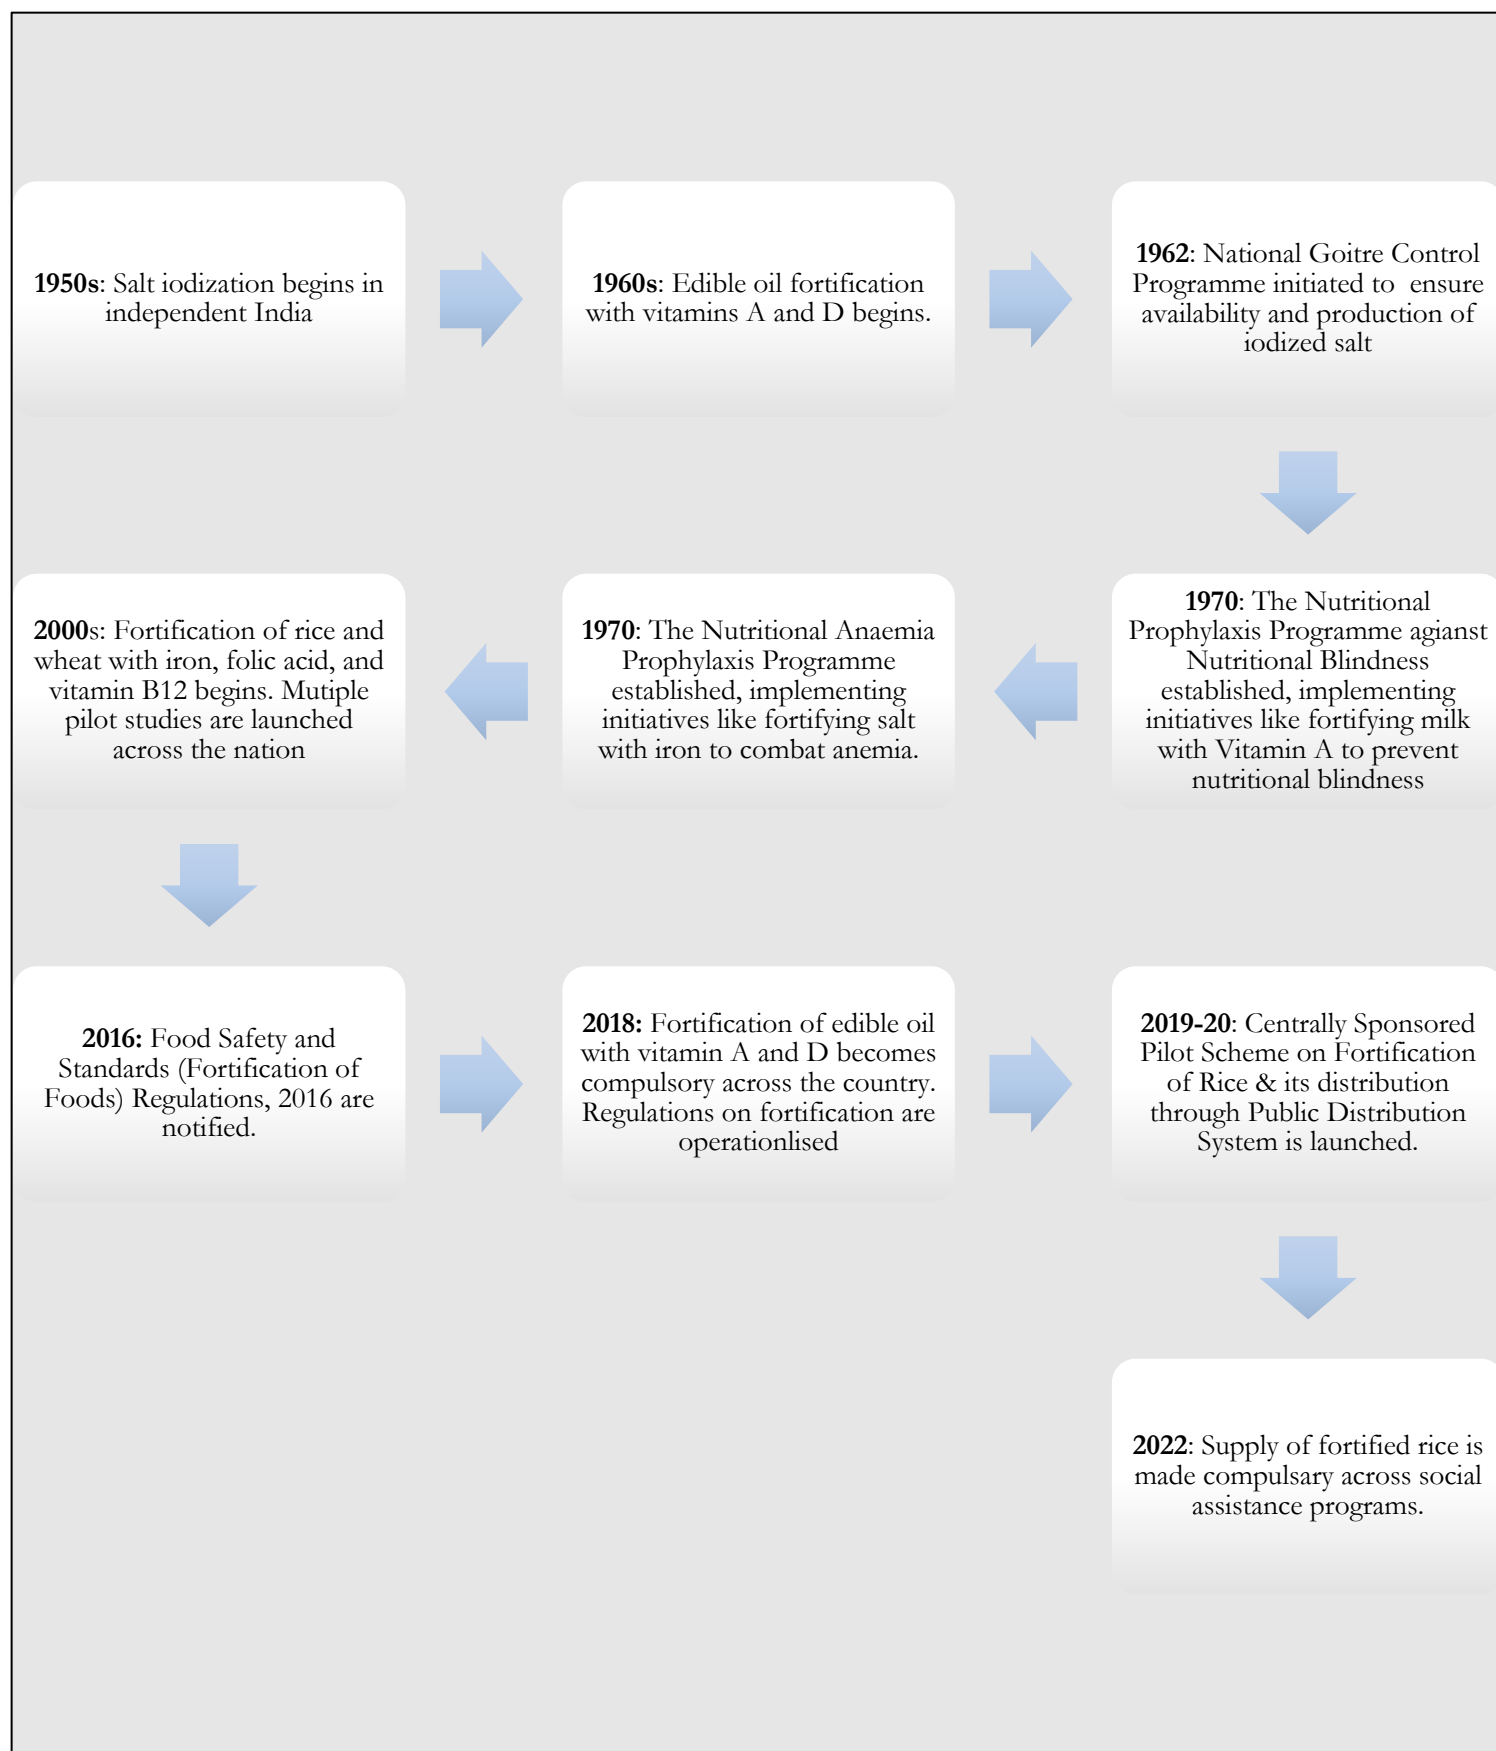 1950s: Salt iodization begins in
independent India
1960s: Edible oil fortification
with vitamins A and D begins.
1962: National Goitre Control
Programme initiated to  ensure
availability and production of
iodized salt
1970: The Nutritional
Prophylaxis Programme agianst
Nutritional Blindness
established, implementing
initiatives like fortifying milk
with Vitamin A to prevent
nutritional blindness
1970: The Nutritional Anaemia
Prophylaxis Programme
established, implementing
initiatives like fortifying salt
with iron to combat anemia.
2000s: Fortification of rice and
wheat with iron, folic acid, and
vitamin B12 begins. Mutiple
pilot studies are launched
across the nation
2016: Food Safety and
Standards (Fortification of
Foods) Regulations, 2016 are
notified.
2018: Fortification of edible oil
with vitamin A and D becomes
compulsory across the country.
Regulations on fortification are
operationlised
2019-20: Centrally Sponsored
Pilot Scheme on Fortification
of Rice & its distribution
through Public Distribution
System is launched.
2022: Supply of fortified rice is
made compulsary across social
assistance programs.